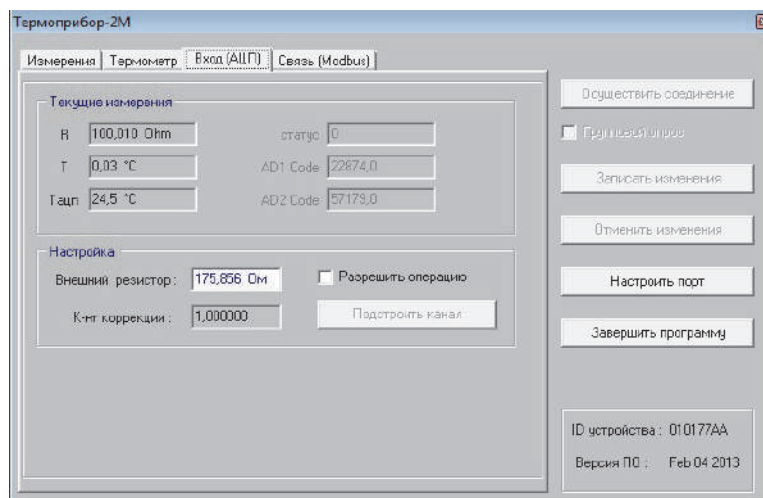 Термоприбор-2М
Измерения Термометр Вход (АЦП) Связь (Modbus)
Текущие измерения
R 100,010 Ohm статус 0
T 0,03 °C AD1 Code 22874,0
Тацп 24,5 °C AD2 Code 57179,0
Настройка
Внешний резистор: 175,856 Ом Разрешить операцию
К-нт коррекции: 1,000000 Подстроить канал
Осуществить соединение
Групповой опрос
Записать изменения
Отменить изменения
Настроить порт
Завершить программу
ID устройства: 010177AA
Версия ПО: Feb 04 2013